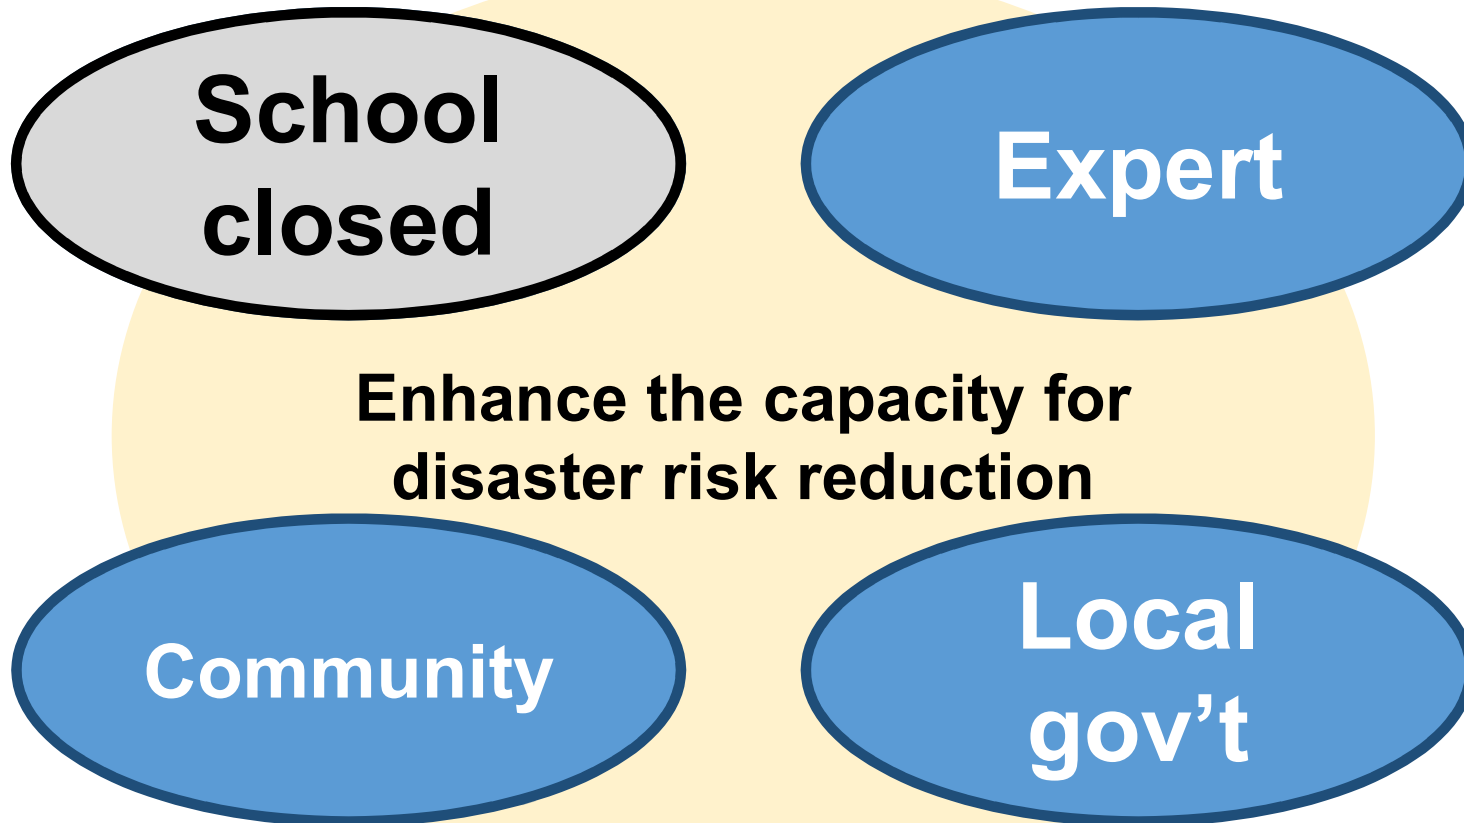 School
closed
Expert
Enhance the capacity for
disaster risk reduction
Community
Local
gov’t